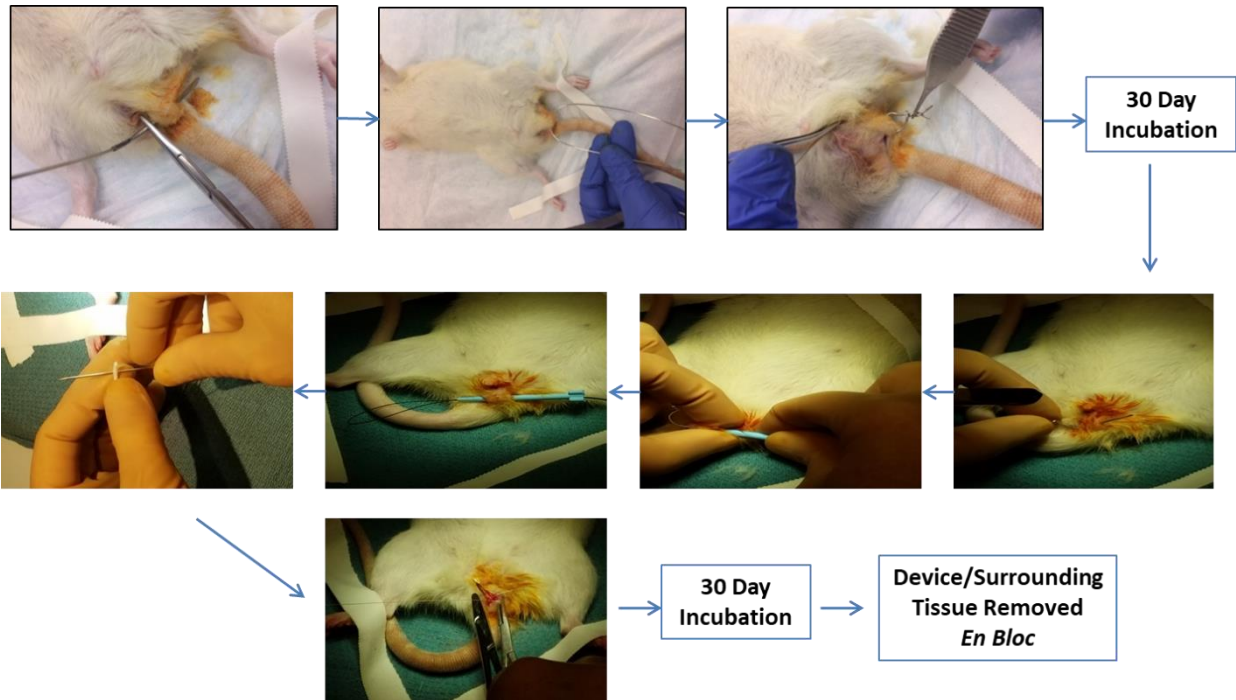 30 Day
Incubation
30 Day
Incubation
Device/Surrounding
Tissue Removed
En Bloc